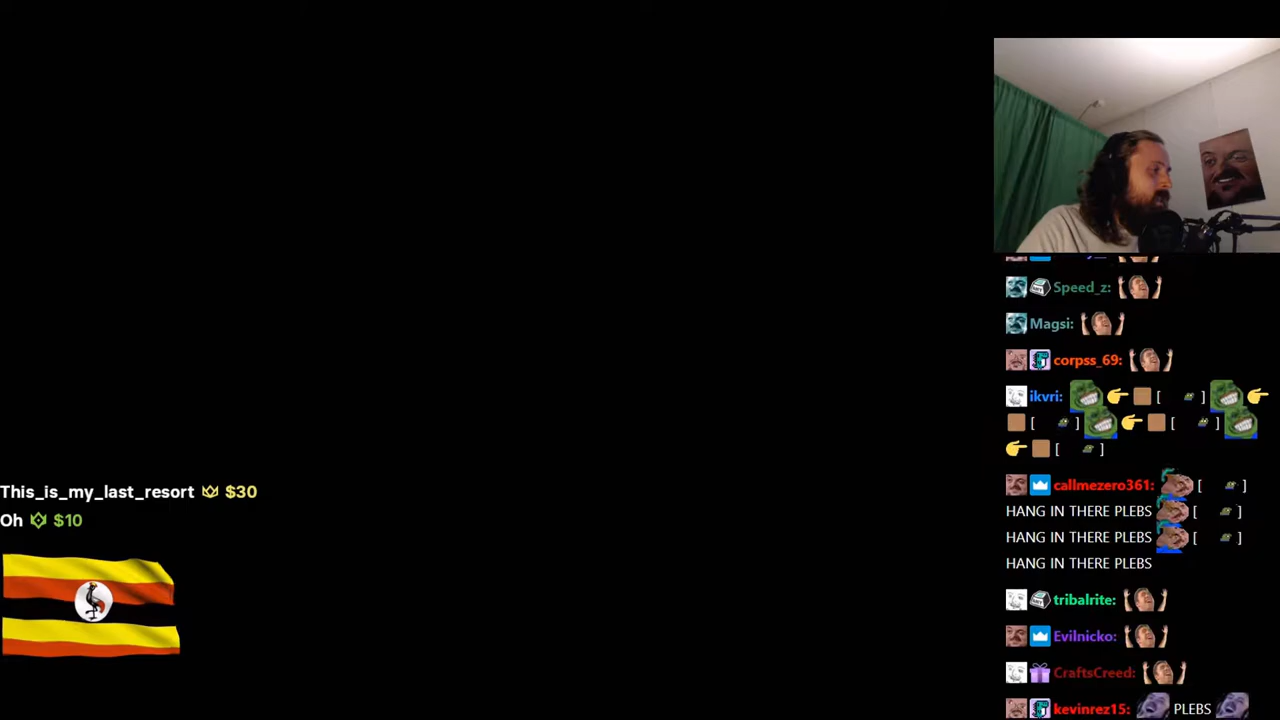 Speed_z:
Magsi:
corpss_69:
ikvri: [ ]
[ ] [ ]
[ ]
callmezero361: [ ]
HANG IN THERE PLEBS [ ]
HANG IN THERE PLEBS [ ]
HANG IN THERE PLEBS
tribalrite:
Evilnicko:
CraftsCreed:
kevinrez15: PLEBS
This_is_my_last_resort $30
Oh $10